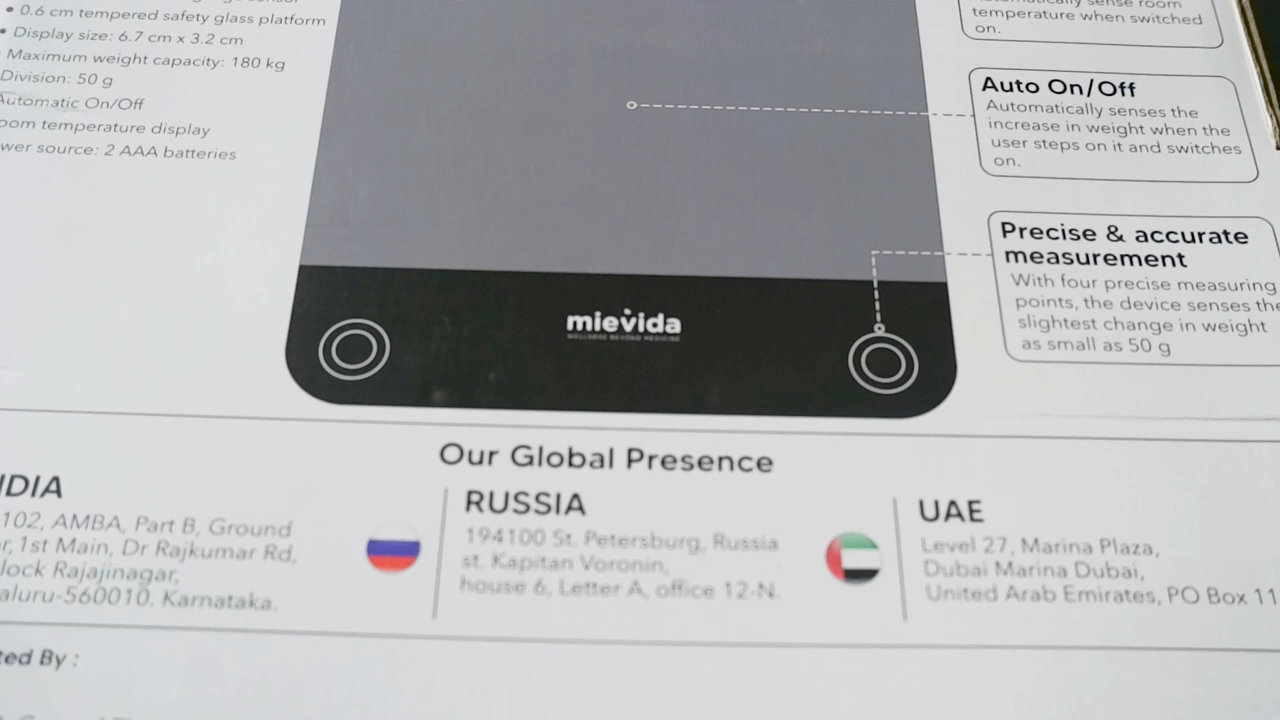 • 0.6 cm tempered safety glass platform
• Display size: 6.7 cm x 3.2 cm
Maximum weight capacity: 180 kg
Division: 50 g
Automatic On/Off
oom temperature display
wer source: 2 AAA batteries
temperature when switched
on.
Auto On/Off
Automatically senses the
increase in weight when the
user steps on it and switches
on.
Precise & accurate
measurement
With four precise measuring
points, the device senses the
slightest change in weight
as small as 50 g
mievida
WELLNESS BEYOND MEDICINE
Our Global Presence
NDIA
102, AMBA, Part B, Ground
r, 1st Main, Dr Rajkumar Rd,
lock Rajajinagar,
aluru-560010. Karnataka.
RUSSIA
194100 St. Petersburg, Russia
st. Kapitan Voronin,
house 6, Letter A, office 12-N.
UAE
Level 27, Marina Plaza,
Dubai Marina Dubai,
United Arab Emirates, PO Box 11
ted By :